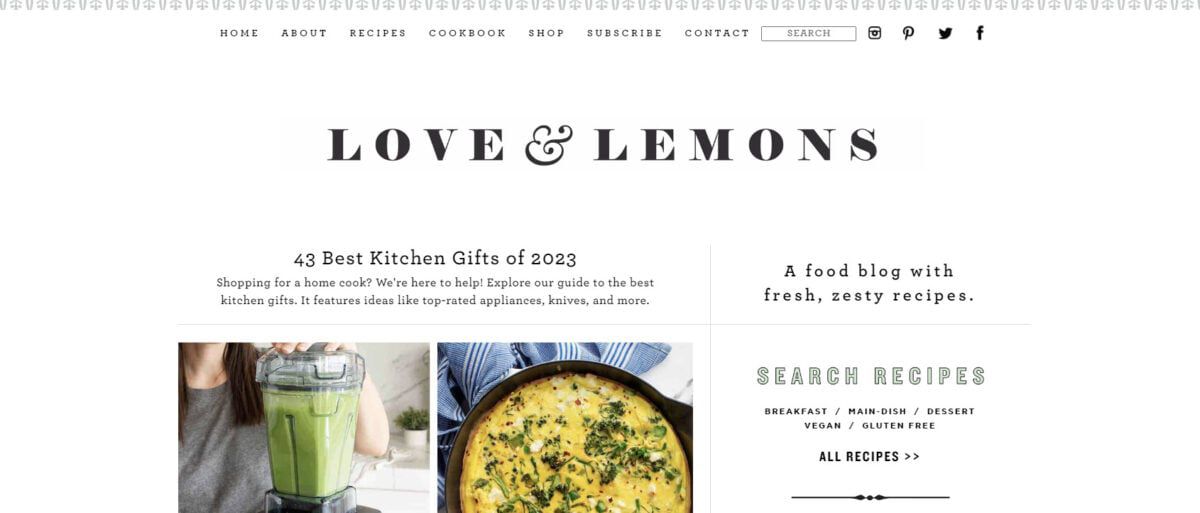 HOME ABOUT RECIPES COOKBOOK SHOP SUBSCRIBE CONTACT SEARCH
LOVE & LEMONS
43 Best Kitchen Gifts of 2023
Shopping for a home cook? We're here to help! Explore our guide to the best
kitchen gifts. It features ideas like top-rated appliances, knives, and more.
A food blog with
fresh, zesty recipes.
SEARCH RECIPES
BREAKFAST / MAIN-DISH / DESSERT
VEGAN / GLUTEN FREE
ALL RECIPES >>